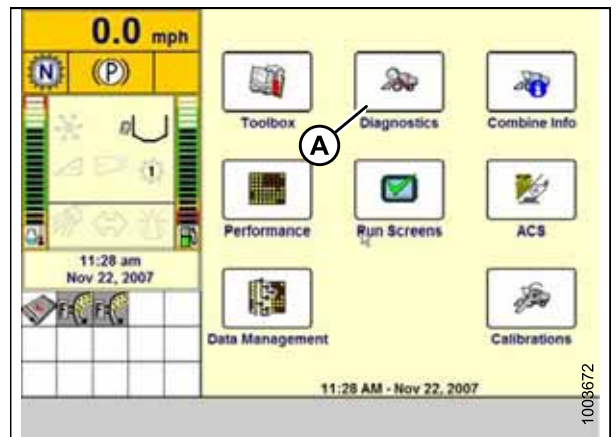 0.0 mph
N
(P)
1
11:28 am
Nov 22, 2007
F=
F=
Toolbox
Diagnostics
Combine Info
A
Performance
Run Screens
ACS
Data Management
Calibrations
11:28 AM - Nov 22, 2007
1003672